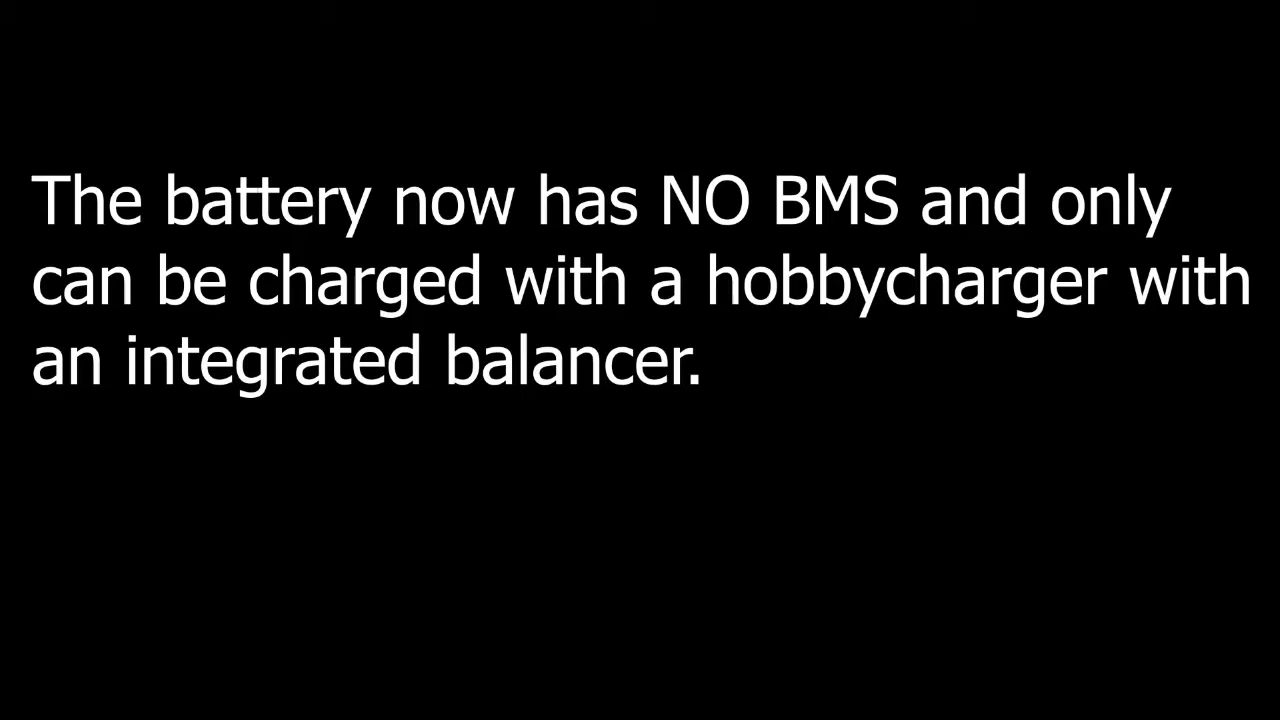 The battery now has NO BMS and only
can be charged with a hobbycharger with
an integrated balancer.